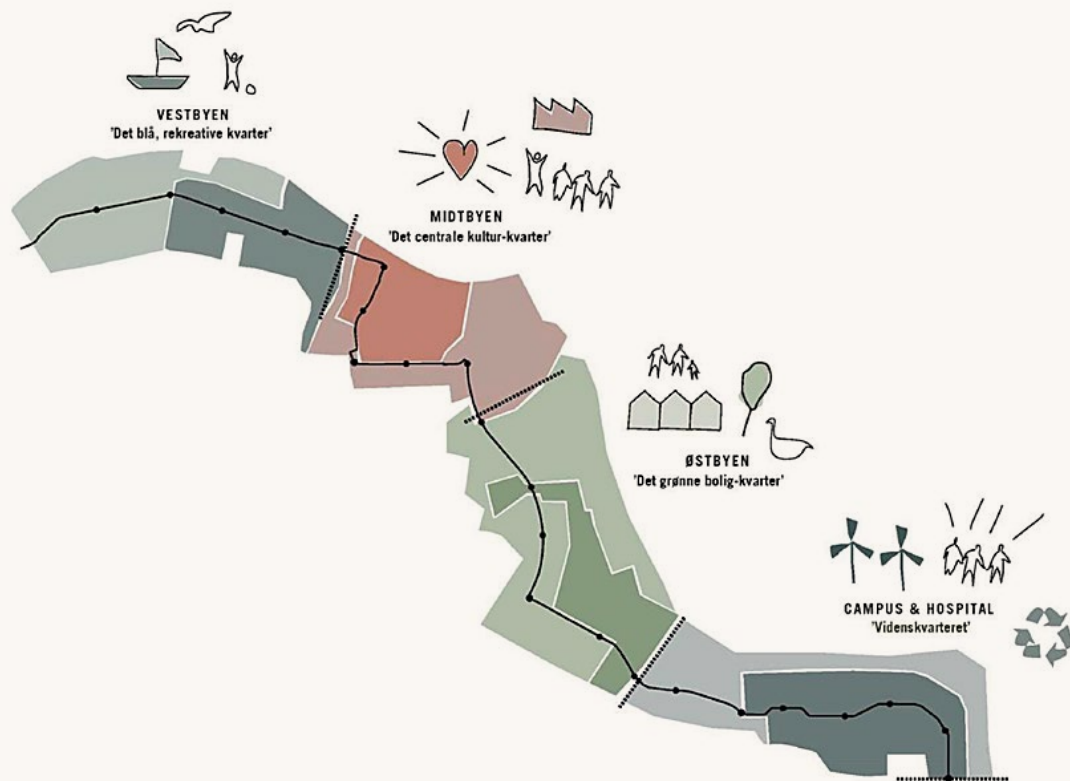 VESTBYEN
'Det blå, rekreative kvarter'
MIDTBYEN
'Det centrale kultur-kvarter'
ØSTBYEN
'Det grønne bolig-kvarter'
CAMPUS & HOSPITAL
'Videnskvarteret'